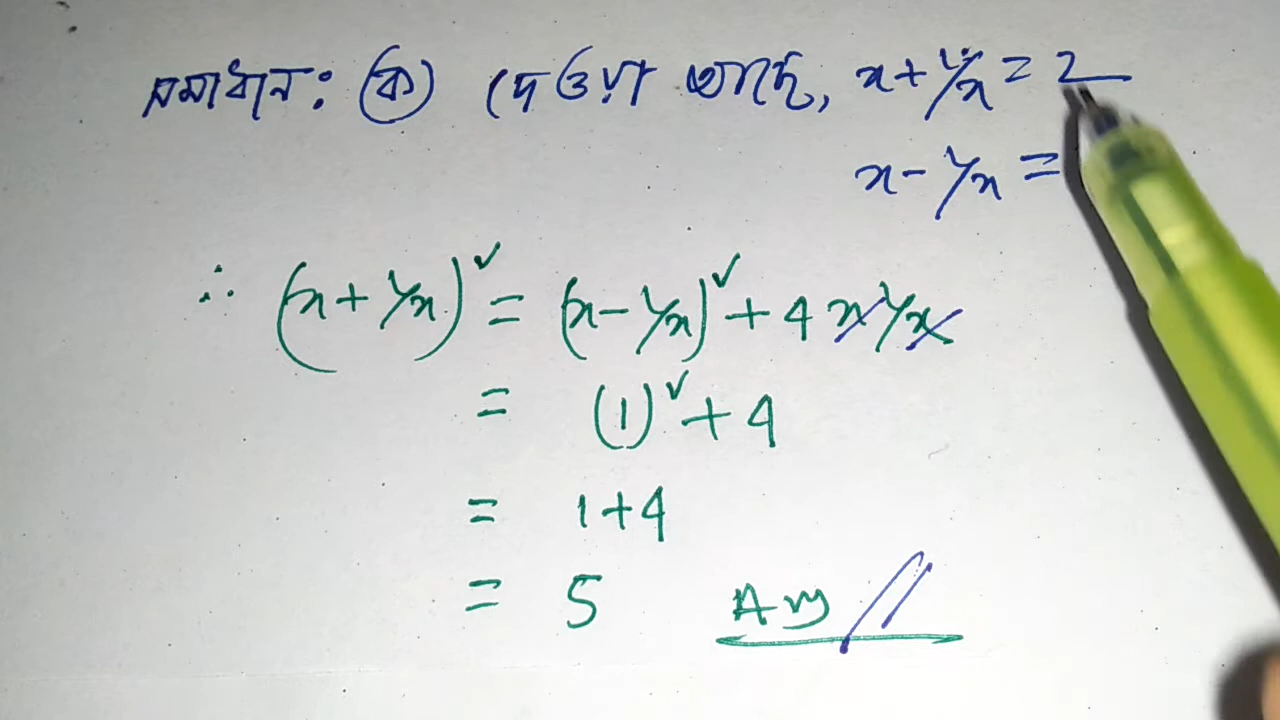 সমাধান: (ক) দেওয়া আছে, x + 1/x = 2
x - 1/x =
∴ (x + 1/x)² = (x - 1/x)² + 4 x 1/x
= (1)² + 4
= 1+4
= 5 Ans //